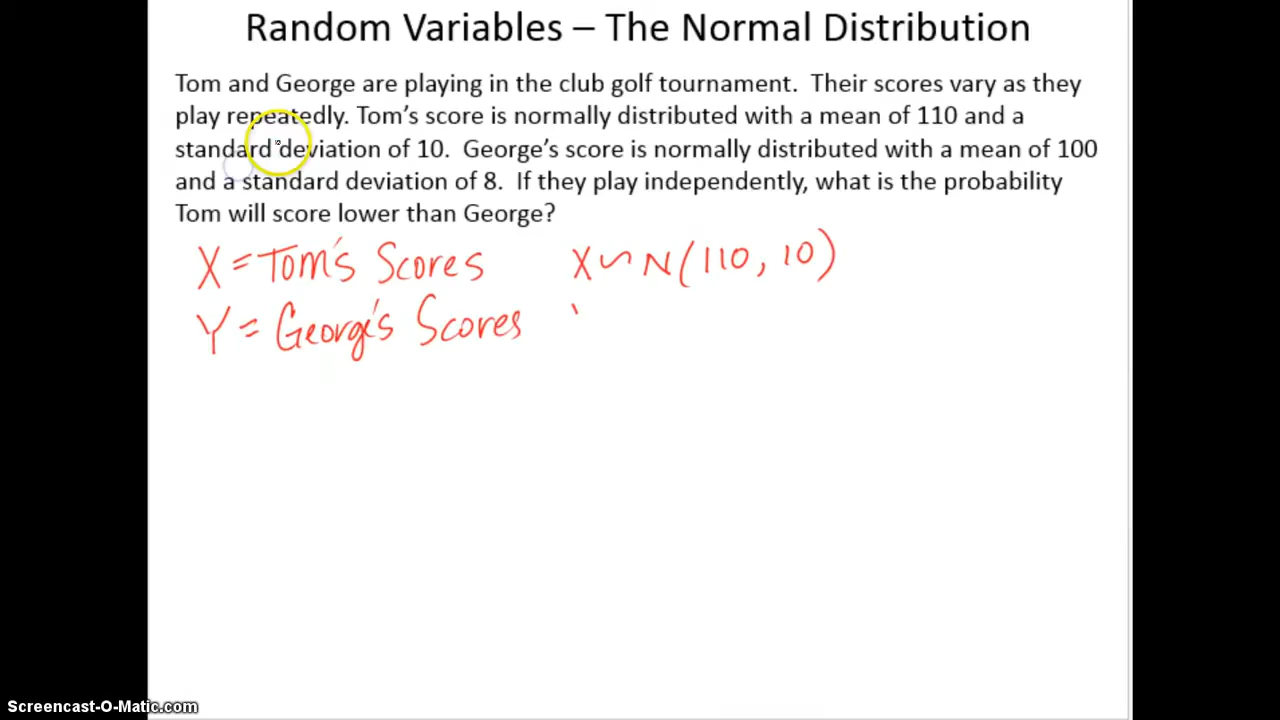 Random Variables – The Normal Distribution
Tom and George are playing in the club golf tournament. Their scores vary as they
play repeatedly. Tom's score is normally distributed with a mean of 110 and a
standard deviation of 10. George's score is normally distributed with a mean of 100
and a standard deviation of 8. If they play independently, what is the probability
Tom will score lower than George?
X = Tom's Scores X ~ N(110, 10)
Y = George's Scores
Screencast-O-Matic.com